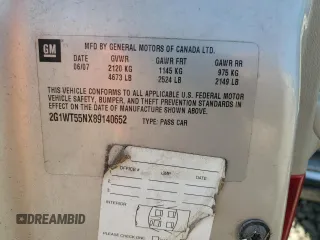 GM
MFD BY GENERAL MOTORS OF CANADA LTD.
DATE GVWR GAWR FRT GAWR RR
06/07 2120 KG 1145 KG 975 KG
4673 LB 2524 LB 2149 LB
THIS VEHICLE CONFORMS TO ALL APPLICABLE U.S. FEDERAL MOTOR
VEHICLE SAFETY, BUMPER, AND THEFT PREVENTION STANDARDS IN
EFFECT ON THE DATE OF MANUFACTURE SHOWN ABOVE.
2G1WT55NX89140652 TYPE: PASS CAR
INTERIOR
PLEASE CHECK
DREAMBID